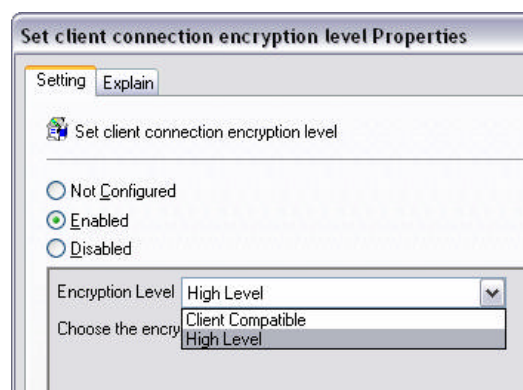 Set client connection encryption level Properties
Setting Explain
Set client connection encryption level
Not Configured
Enabled
Disabled
Encryption Level High Level
Client Compatible
Choose the encry
High Level